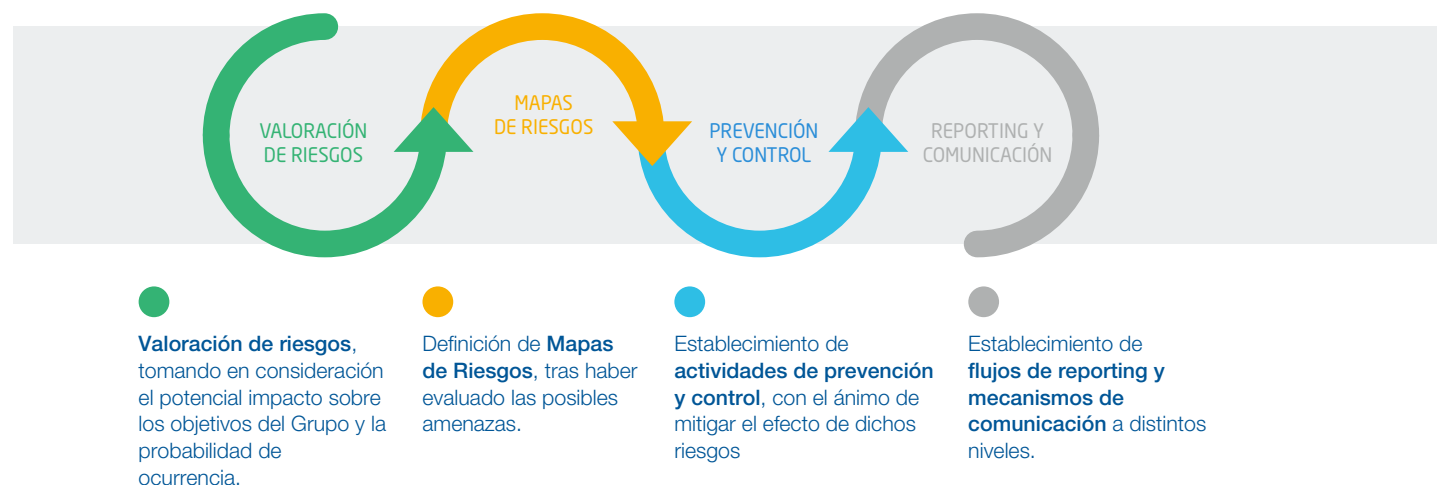 VALORACIÓN
DE RIESGOS
MAPAS
DE RIESGOS
PREVENCIÓN
Y CONTROL
REPORTING Y
COMUNICACIÓN
Valoración de riesgos,
tomando en consideración
el potencial impacto sobre
los objetivos del Grupo y la
probabilidad de
ocurrencia.
Definición de Mapas
de Riesgos, tras haber
evaluado las posibles
amenazas.
Establecimiento de
actividades de prevención
y control, con el ánimo de
mitigar el efecto de dichos
riesgos
Establecimiento de
flujos de reporting y
mecanismos de
comunicación a distintos
niveles.